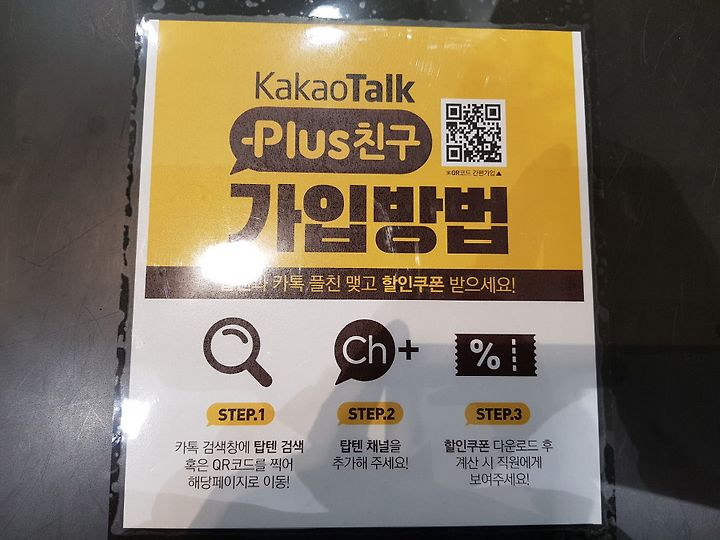 KakaoTalk
Plus친구
※QR코드 간편가입▲
가입방법
카톡 플친 맺고 할인쿠폰 받으세요!
Ch+
%
STEP.1
STEP.2
STEP.3
카톡 검색창에 탑텐 검색
혹은 QR코드를 찍어
해당페이지로 이동!
탑텐 채널을
추가해 주세요!
할인쿠폰 다운로드 후
계산 시 직원에게
보여주세요!